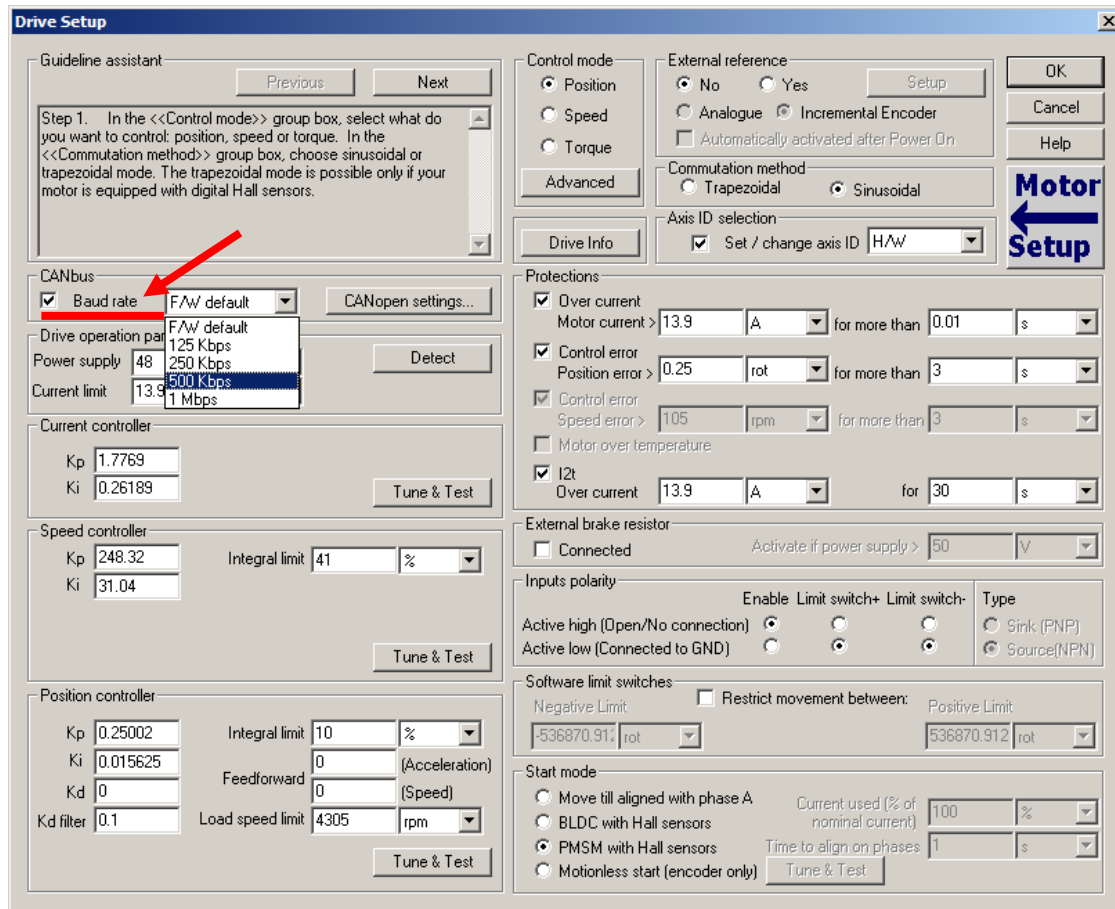 Drive Setup
Guideline assistant
Previous
Next
Step 1. In the <<Control mode>> group box, select what do
you want to control: position, speed or torque. In the
<<Commutation method>> group box, choose sinusoidal or
trapezoidal mode. The trapezoidal mode is possible only if your
motor is equipped with digital Hall sensors.
CANbus
Baud rate
F/W default
CANopen settings...
F/W default
125 Kbps
250 Kbps
500 Kbps
1 Mbps
Power supply 48
Detect
Current limit 13.9
Current controller
Kp 1.7769
Ki 0.26189
Tune & Test
Speed controller
Kp 248.32 Integral limit 41 %
Ki 31.04
Tune & Test
Position controller
Kp 0.25002 Integral limit 10 %
Ki 0.015625 Feedforward 0 (Acceleration)
Kd 0 0 (Speed)
Kd filter 0.1 Load speed limit 4305 rpm
Tune & Test
Control mode
Position
Speed
Torque
Advanced
Drive Info
External reference
No Yes Setup
Analogue Incremental Encoder
Automatically activated after Power On
Commutation method
Trapezoidal Sinusoidal
Axis ID selection
Set / change axis ID H/W
OK
Cancel
Help
Motor
Setup
Protections
Over current
Motor current > 13.9 A for more than 0.01 s
Control error
Position error > 0.25 rot for more than 3 s
Control error
Speed error > 105 rpm for more than 3 s
Motor over temperature
I2t
Over current 13.9 A for 30 s
External brake resistor
Connected Activate if power supply > 50 V
Inputs polarity
Enable Limit switch+ Limit switch- Type
Active high (Open/No connection) Sink (PNP)
Active low (Connected to GND) Source(NPN)
Software limit switches
Restrict movement between:
Negative Limit Positive Limit
-536870.912 rot 536870.912 rot
Start mode
Move till aligned with phase A
BLDC with Hall sensors
PMSM with Hall sensors
Motionless start (encoder only)
Current used (% of
nominal current) 100 %
Time to align on phases 1 s
Tune & Test